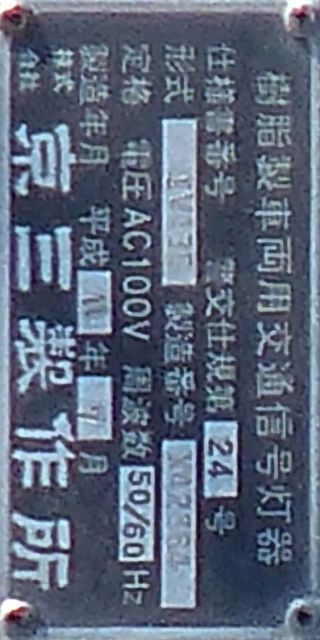 樹脂製車両用交通信号灯器
仕様書番号 警交仕規第 24 号
形式 製造番号
定格 電圧 AC100V 周波数 50/60Hz
製造年月 平成 年 7 月
株式会社 京三製作所